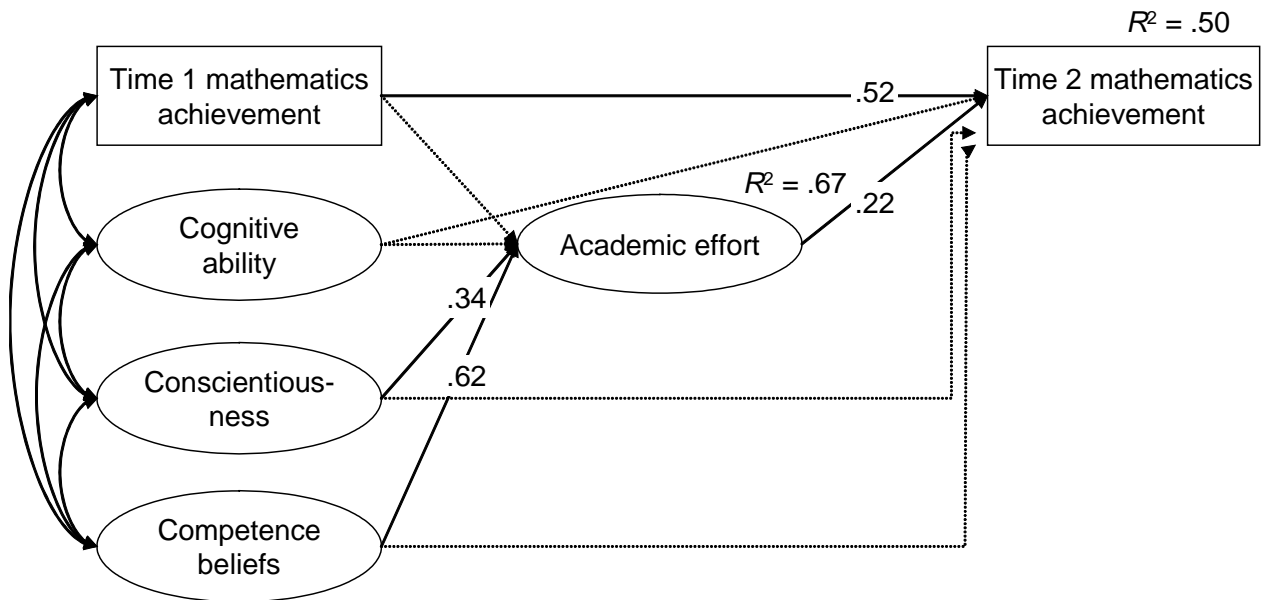 R² = .50
Time 1 mathematics
achievement
.52
Time 2 mathematics
achievement
R² = .67
.22
Cognitive
ability
Academic effort
.34
Conscientious-
ness
.62
Competence
beliefs